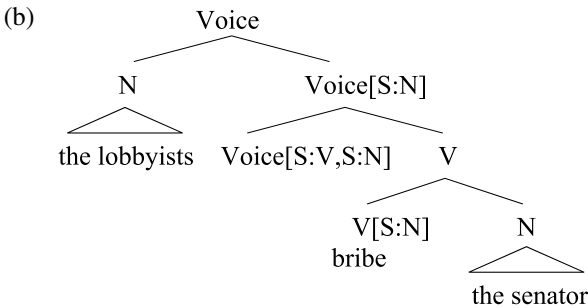 (b) Voice
N Voice[S:N]
the lobbyists Voice[S:V,S:N] V
V[S:N] N
bribe
the senator